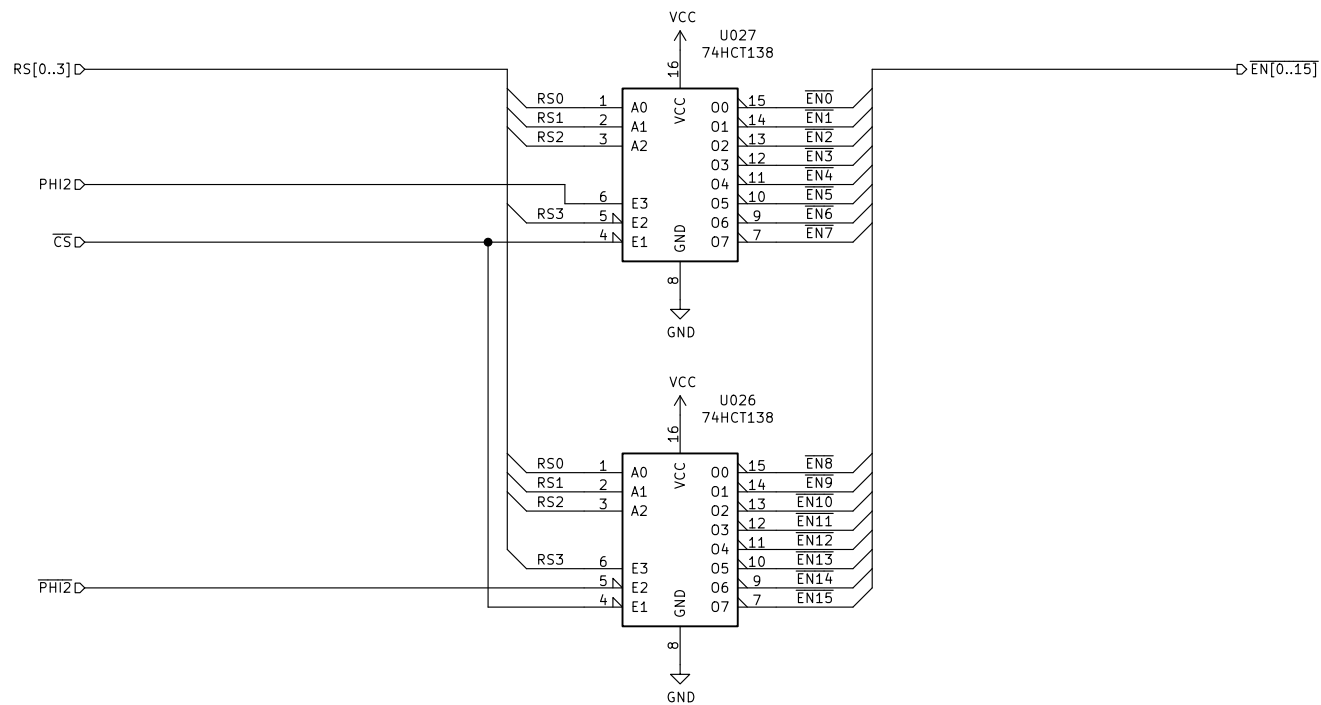 VCC
U027
74HCT138
16
RS[0..3]
EN[0..15]
VCC
RS0 1 A0 O0 15 EN0
RS1 2 A1 O1 14 EN1
RS2 3 A2 O2 13 EN2
O3 12 EN3
PHI2
O4 11 EN4
6 E3 O5 10 EN5
RS3 5 E2 O6 9 EN6
CS
4 E1 GND O7 7 EN7
8
GND
VCC
U026
74HCT138
16
VCC
RS0 1 A0 O0 15 EN8
RS1 2 A1 O1 14 EN9
RS2 3 A2 O2 13 EN10
O3 12 EN11
O4 11 EN12
RS3 6 E3 O5 10 EN13
PHI2 5 E2 O6 9 EN14
4 E1 GND O7 7 EN15
8
GND